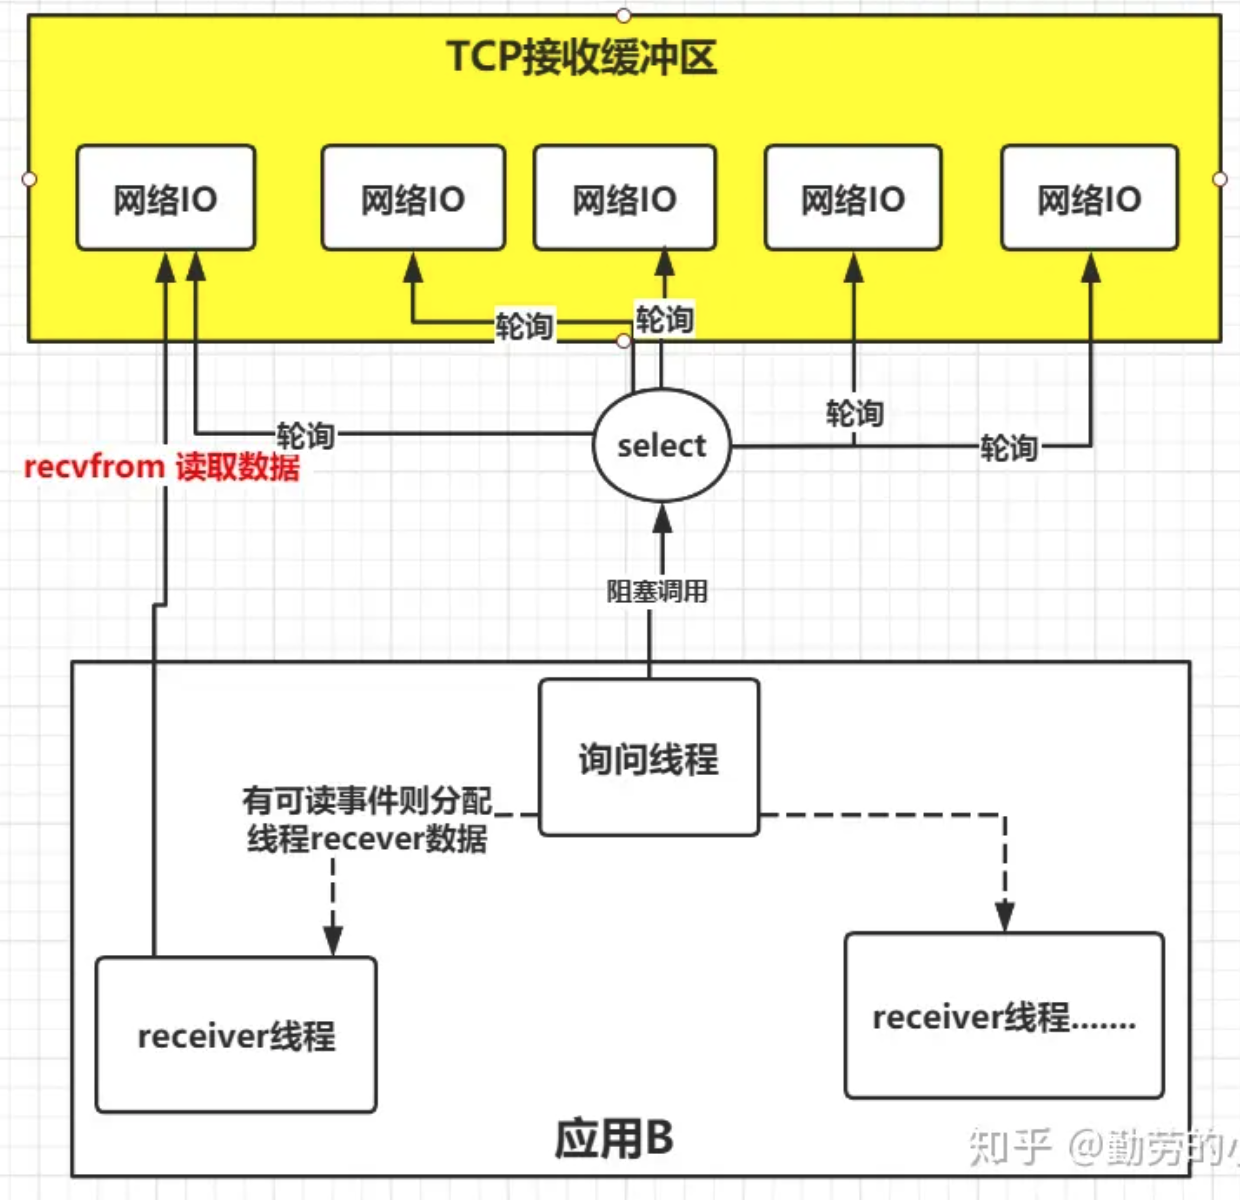 TCP接收缓冲区
网络IO
网络IO
网络IO
网络IO
网络IO
轮询
轮询
轮询
轮询
轮询
select
recvfrom 读取数据
阻塞调用
询问线程
有可读事件则分配
线程recever数据
receiver线程
receiver线程.......
应用B
知乎 @勤劳的小